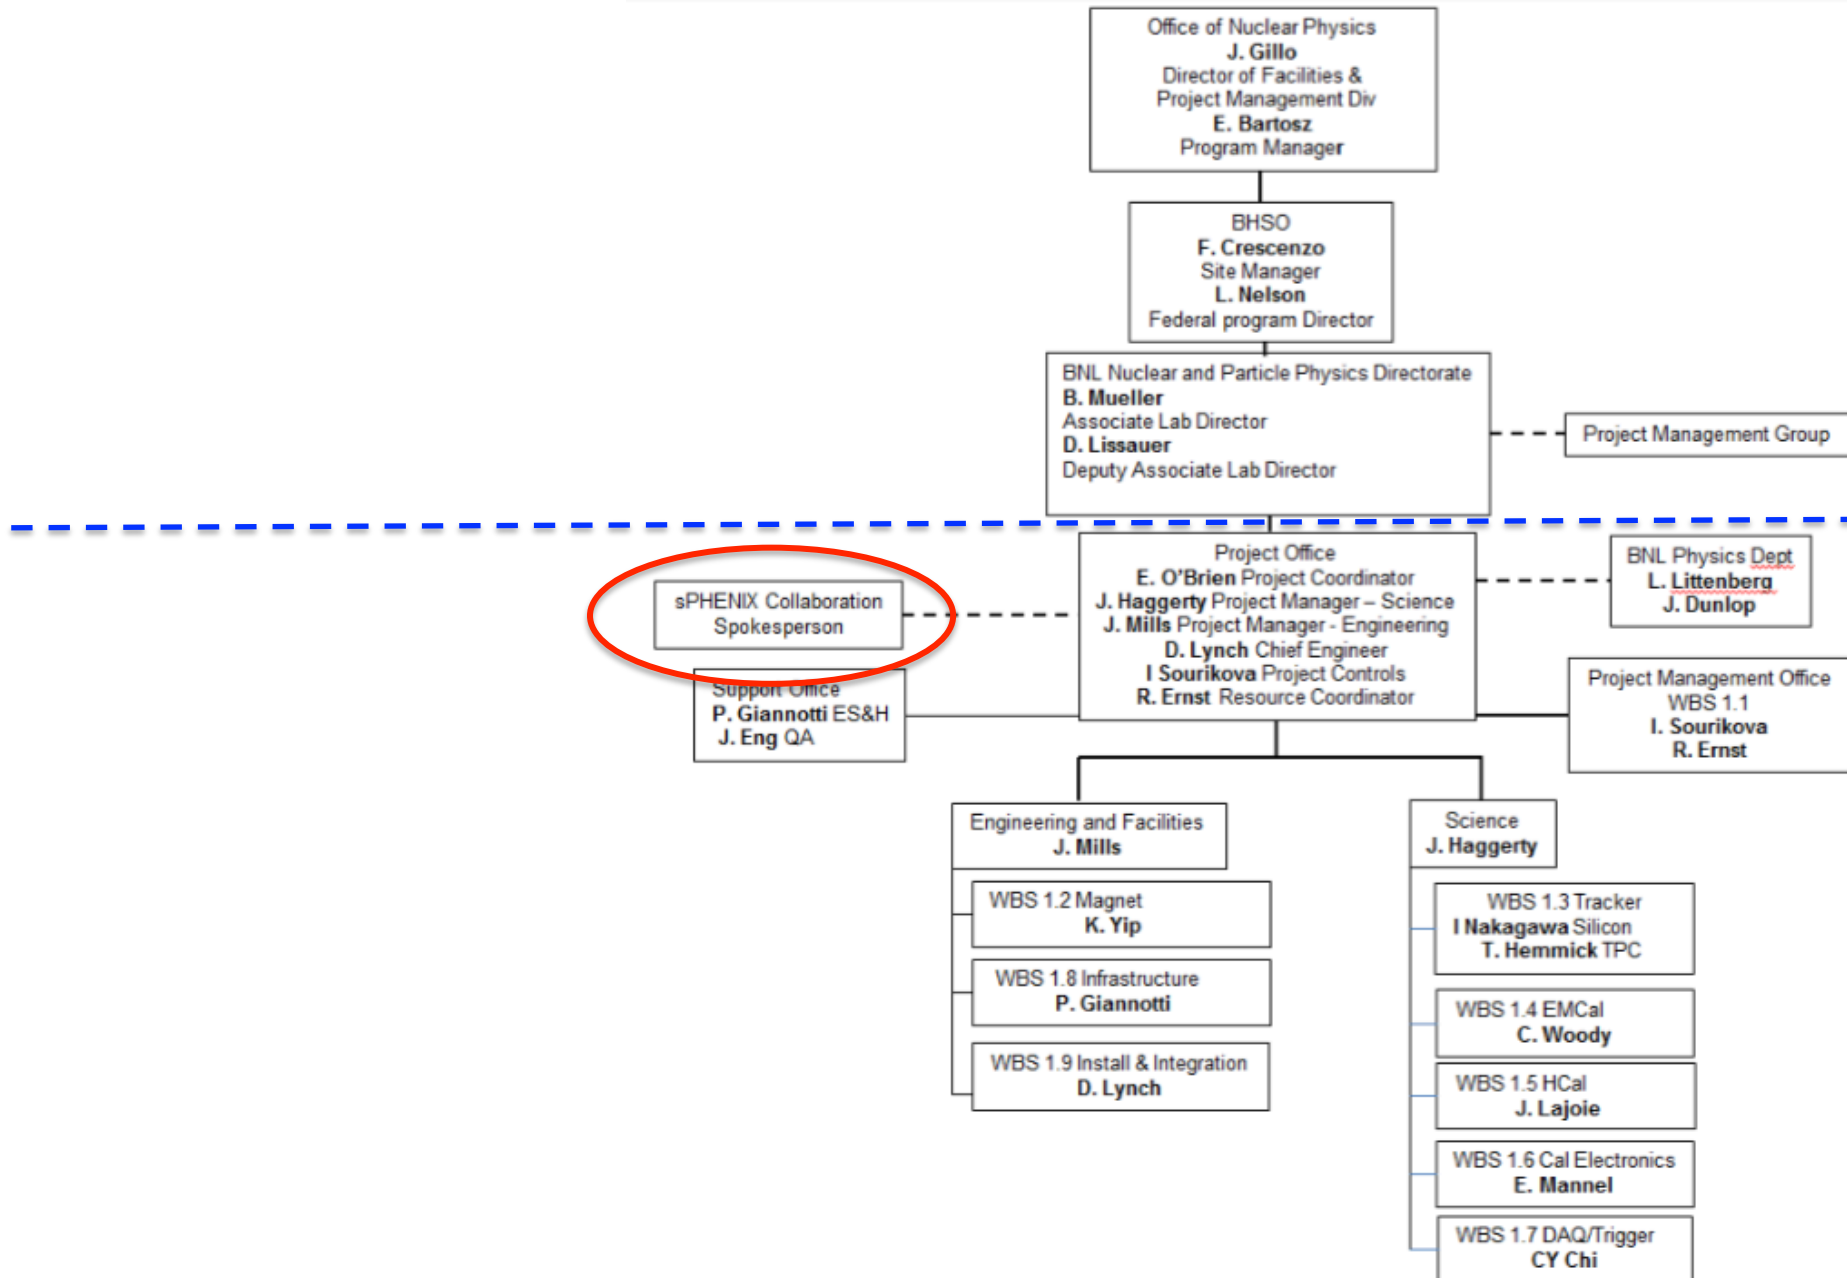 Office of Nuclear Physics
J. Gillo
Director of Facilities &
Project Management Div
E. Bartosz
Program Manager
BHSO
F. Crescenzo
Site Manager
L. Nelson
Federal program Director
BNL Nuclear and Particle Physics Directorate
B. Mueller
Associate Lab Director
D. Lissauer
Deputy Associate Lab Director
Project Management Group
sPHENIX Collaboration
Spokesperson
Project Office
E. O'Brien Project Coordinator
J. Haggerty Project Manager – Science
J. Mills Project Manager - Engineering
D. Lynch Chief Engineer
I Sourikova Project Controls
R. Ernst Resource Coordinator
BNL Physics Dept
L. Littenberg
J. Dunlop
Support Office
P. Giannotti ES&H
J. Eng QA
Project Management Office
WBS 1.1
I. Sourikova
R. Ernst
Engineering and Facilities
J. Mills
WBS 1.2 Magnet
K. Yip
WBS 1.8 Infrastructure
P. Giannotti
WBS 1.9 Install & Integration
D. Lynch
Science
J. Haggerty
WBS 1.3 Tracker
I Nakagawa Silicon
T. Hemmick TPC
WBS 1.4 EMCal
C. Woody
WBS 1.5 HCal
J. Lajoie
WBS 1.6 Cal Electronics
E. Mannel
WBS 1.7 DAQ/Trigger
CY Chi